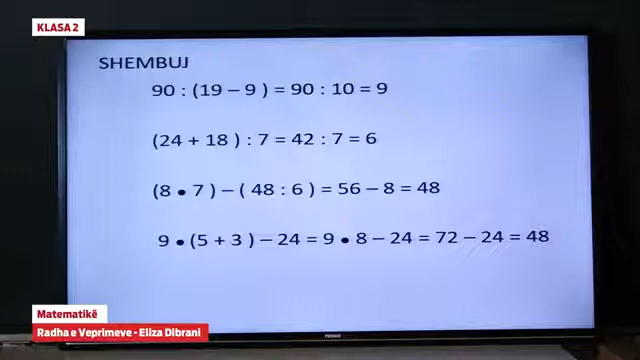 KLASA 2
SHEMBUJ
90 : (19 – 9 ) = 90 : 10 = 9
(24 + 18 ) : 7 = 42 : 7 = 6
(8 • 7 ) – ( 48 : 6 ) = 56 – 8 = 48
9 • (5 + 3 ) – 24 = 9 • 8 – 24 = 72 – 24 = 48
Matematikë
Radha e Veprimeve - Eliza Dibrani